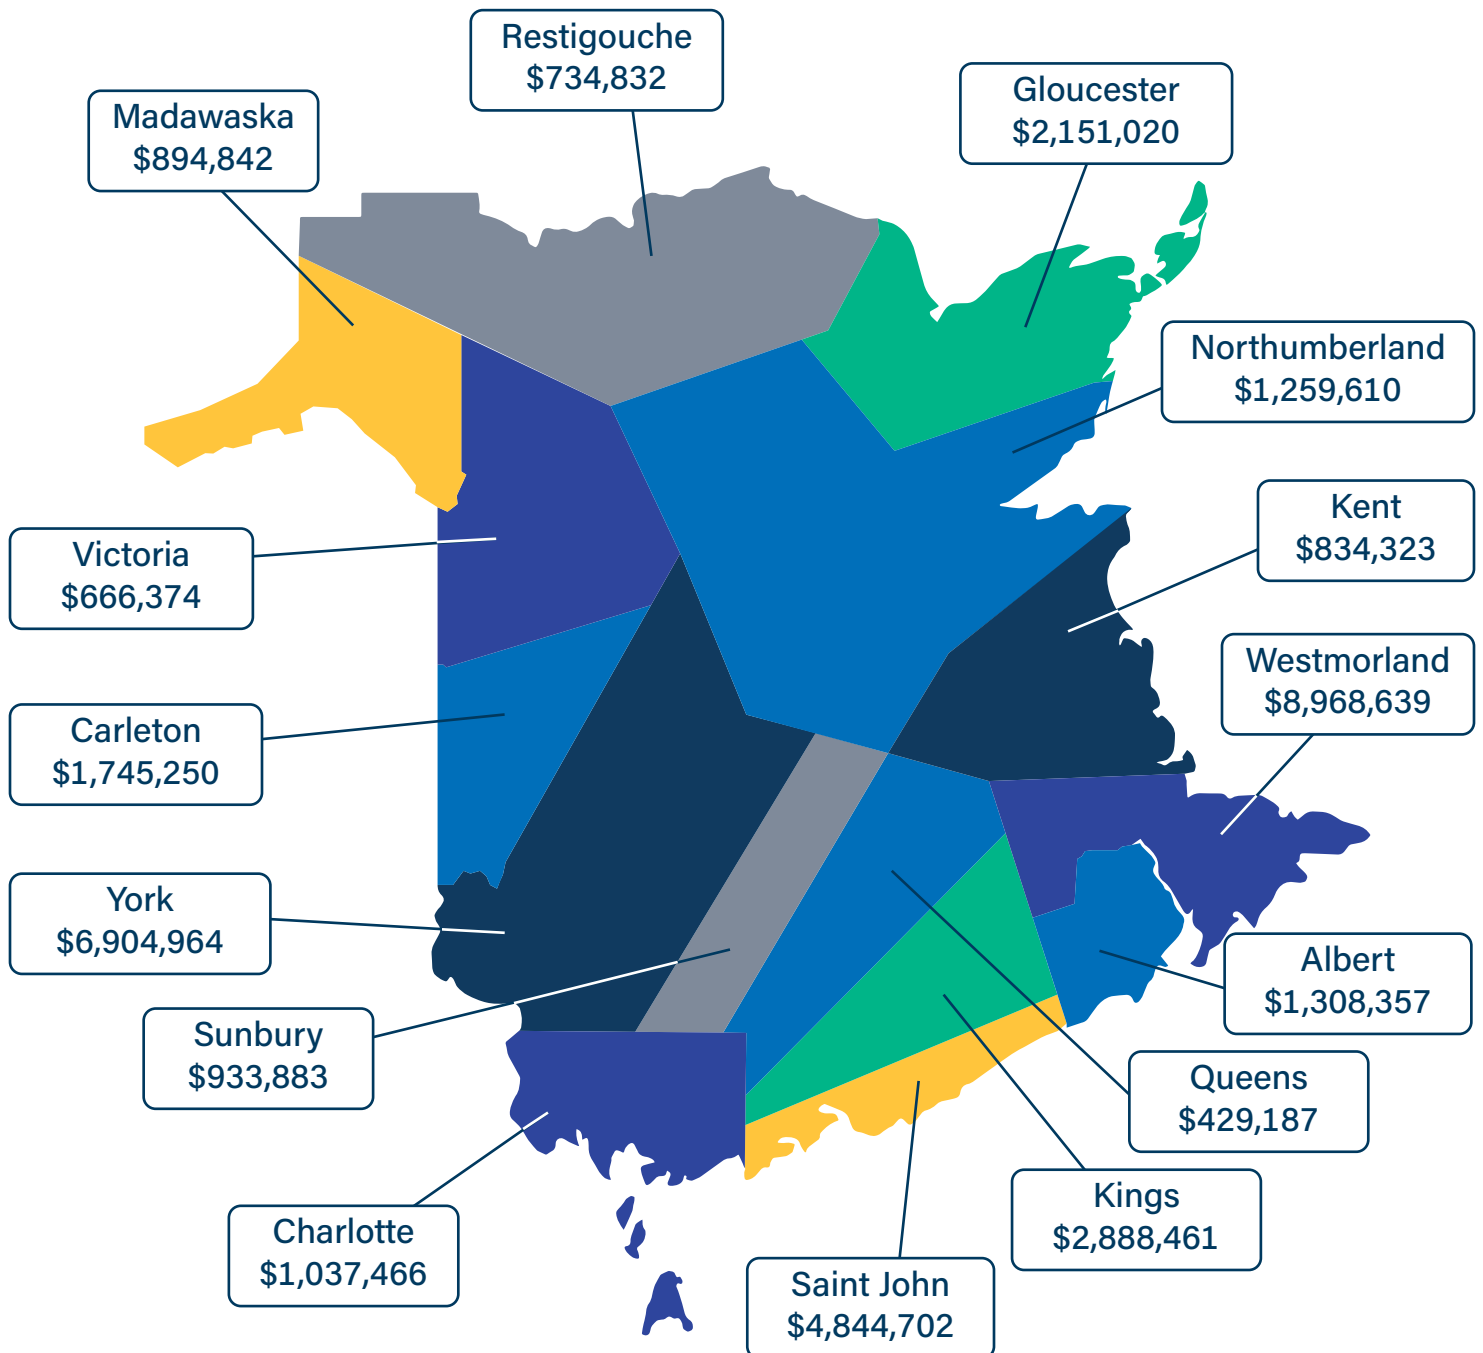 Restigouche
$734,832
Gloucester
$2,151,020
Madawaska
$894,842
Northumberland
$1,259,610
Kent
$834,323
Victoria
$666,374
Westmorland
$8,968,639
Carleton
$1,745,250
York
$6,904,964
Albert
$1,308,357
Sunbury
$933,883
Queens
$429,187
Kings
$2,888,461
Charlotte
$1,037,466
Saint John
$4,844,702